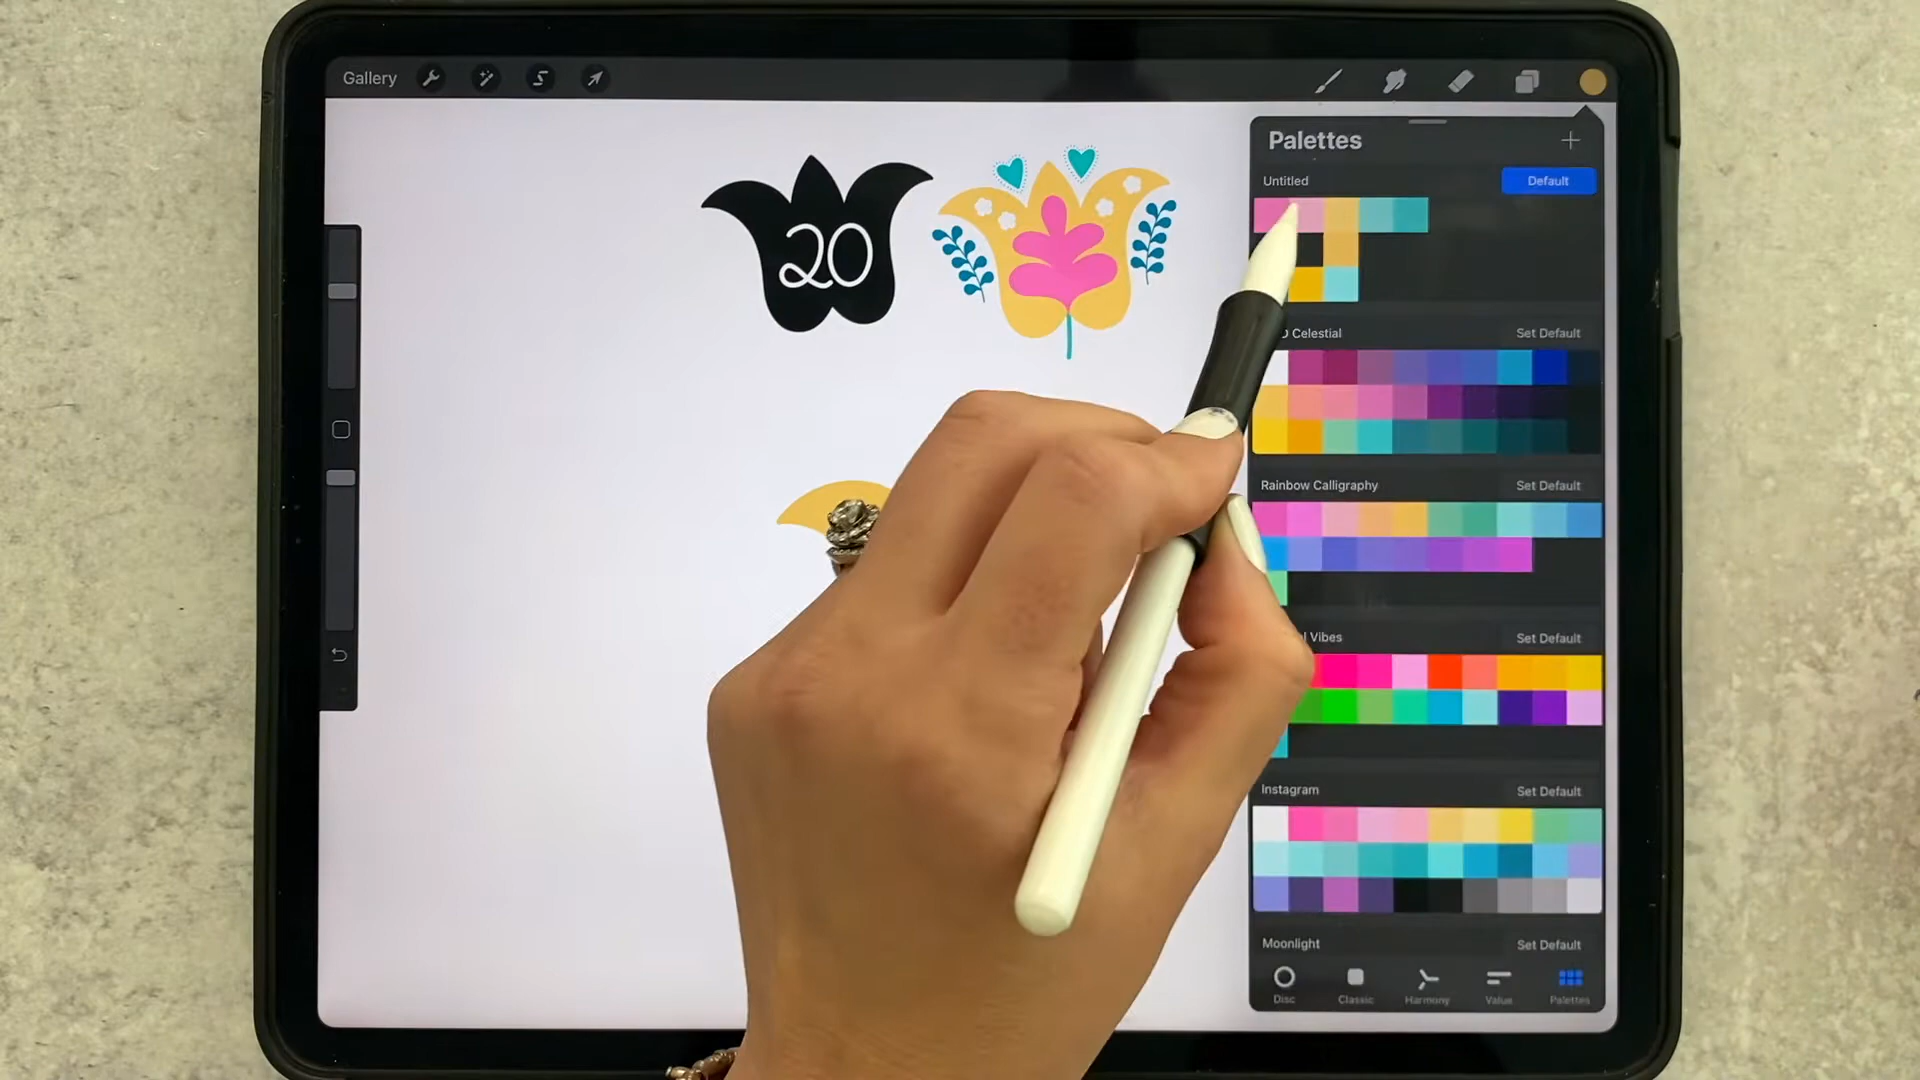 Gallery
Palettes
Untitled
Default
20
Celestial
Set Default
Rainbow Calligraphy
Set Default
Vibes
Set Default
Instagram
Set Default
Moonlight
Set Default
Disc
Classic
Harmony
Value
Palettes